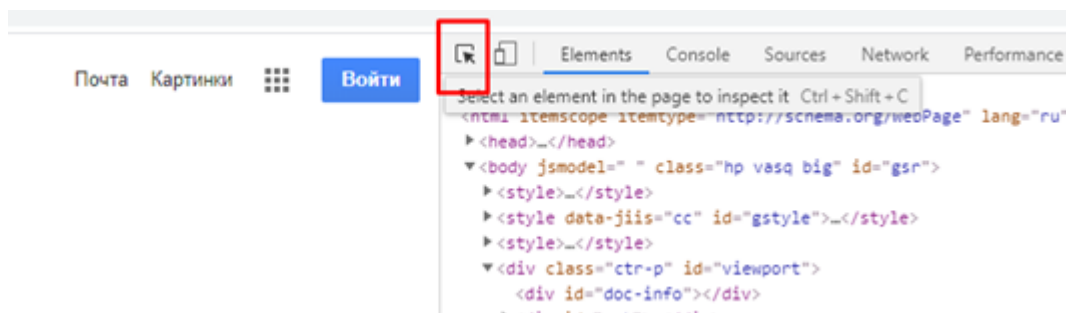 Почта Картинки Войти
Elements Console Sources Network Performance
Select an element in the page to inspect it Ctrl + Shift + C
<html itemscope itemtype="http://schema.org/WebPage" lang="ru"
<head>…</head>
<body jsmodel=" " class="hp vasq big" id="gsr">
<style>…</style>
<style data-jiis="cc" id="gstyle">…</style>
<style>…</style>
<div class="ctr-p" id="viewport">
<div id="doc-info"></div>